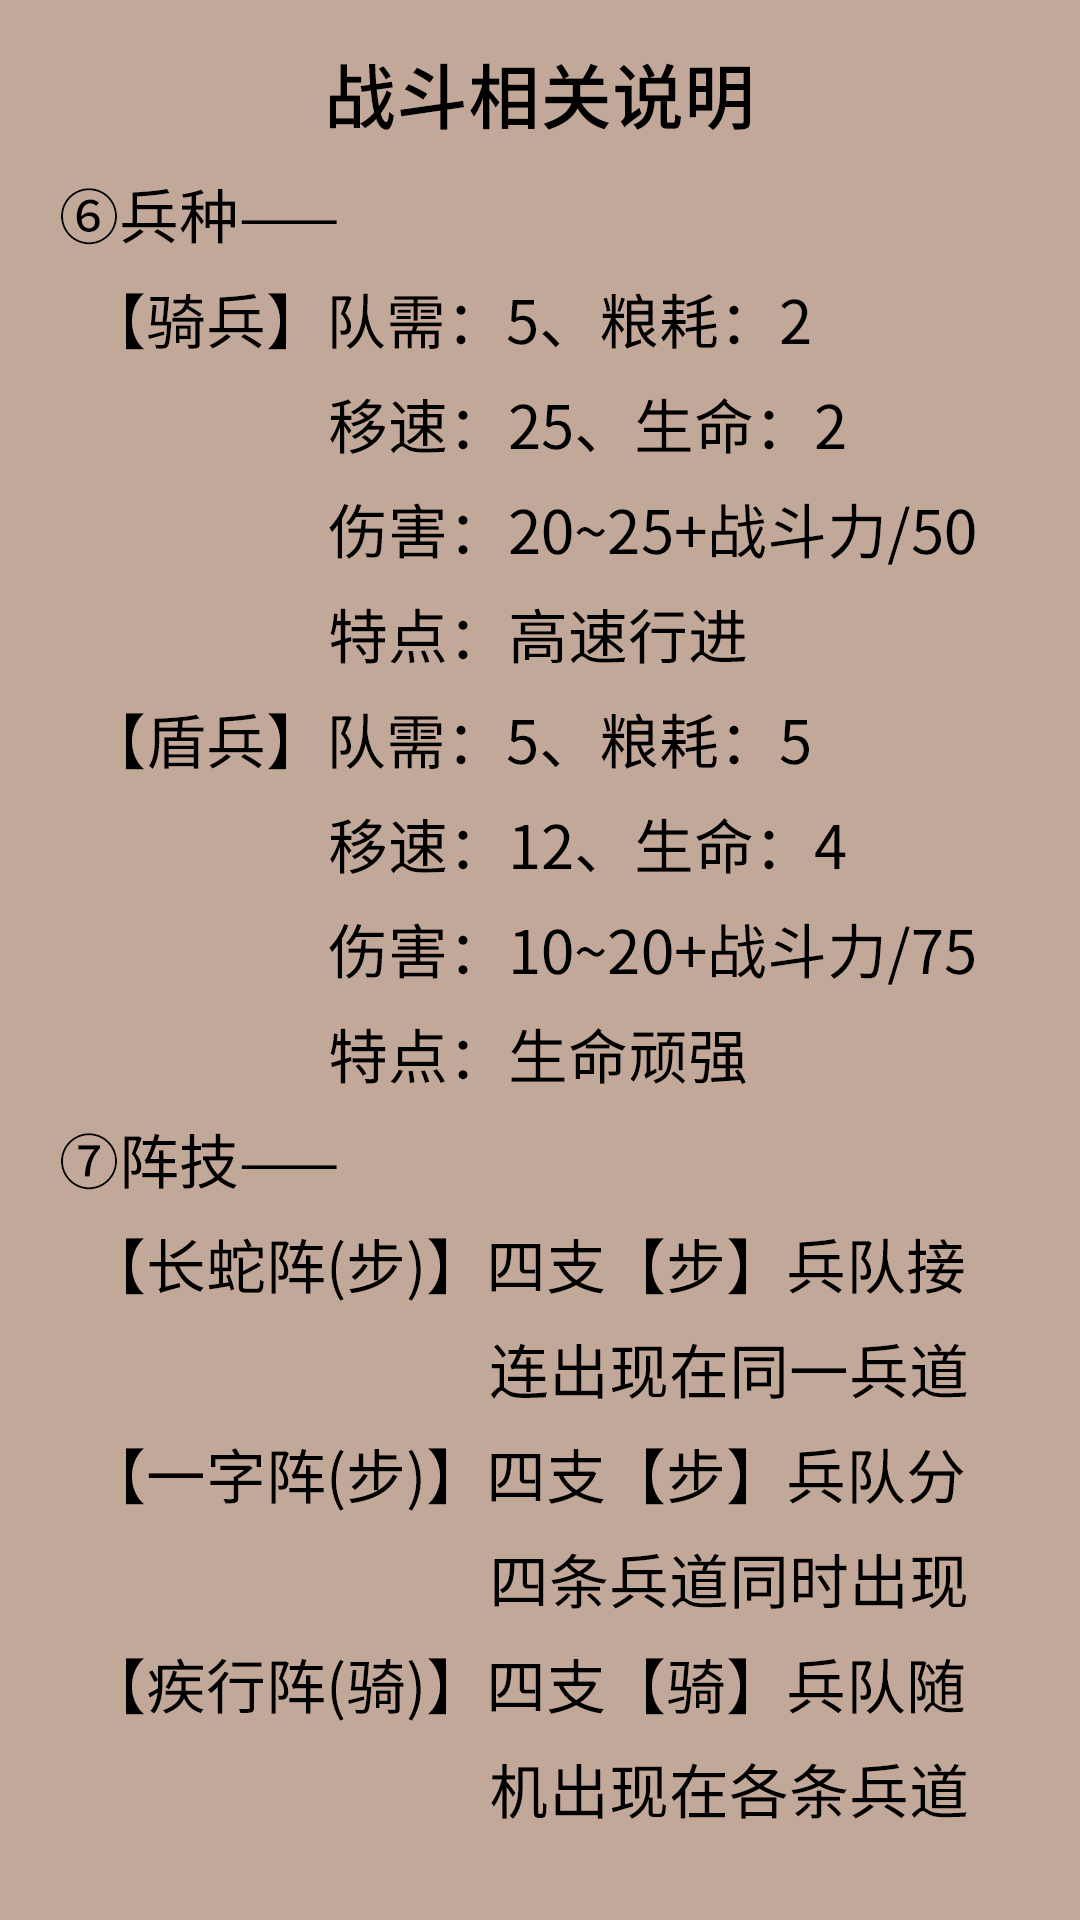 战斗相关说明
⑥兵种——
【骑兵】队需：5、粮耗：2
移速：25、生命：2
伤害：20~25+战斗力/50
特点：高速行进
【盾兵】队需：5、粮耗：5
移速：12、生命：4
伤害：10~20+战斗力/75
特点：生命顽强
⑦阵技——
【长蛇阵(步)】四支【步】兵队接
连出现在同一兵道
【一字阵(步)】四支【步】兵队分
四条兵道同时出现
【疾行阵(骑)】四支【骑】兵队随
机出现在各条兵道